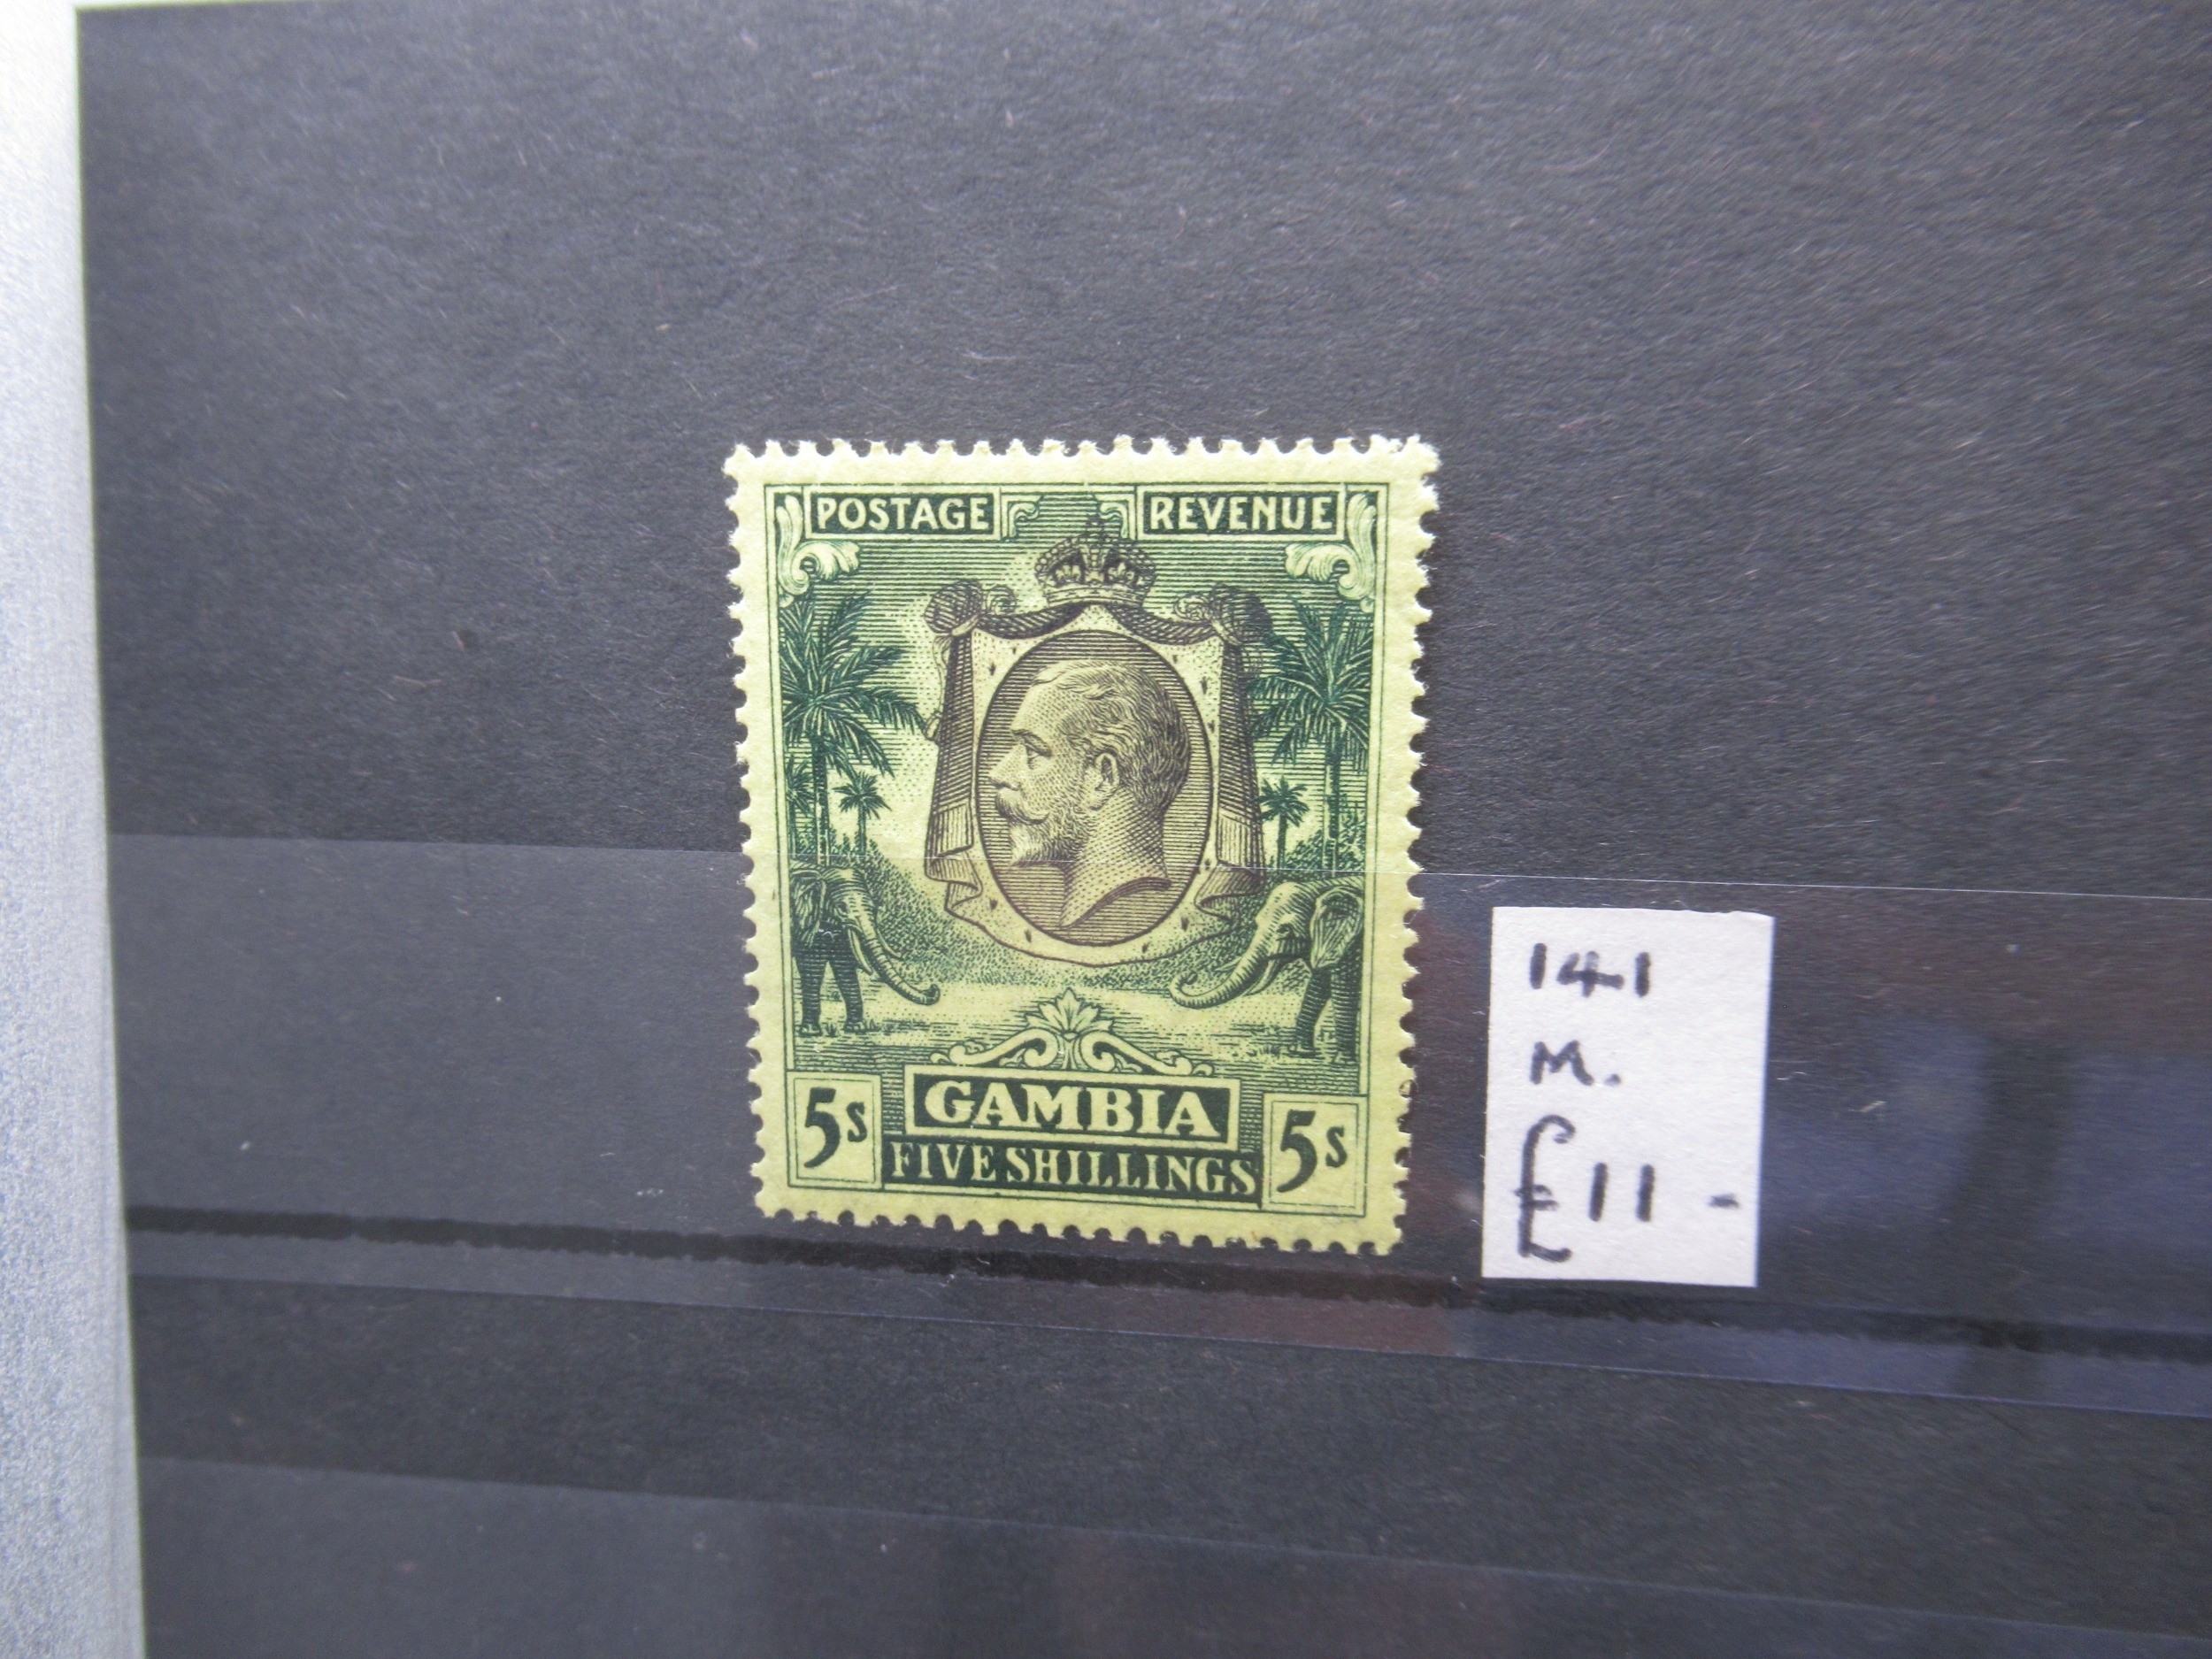 POSTAGE REVENUE
5s GAMBIA 5s
FIVE SHILLINGS
141
M.
£11 -